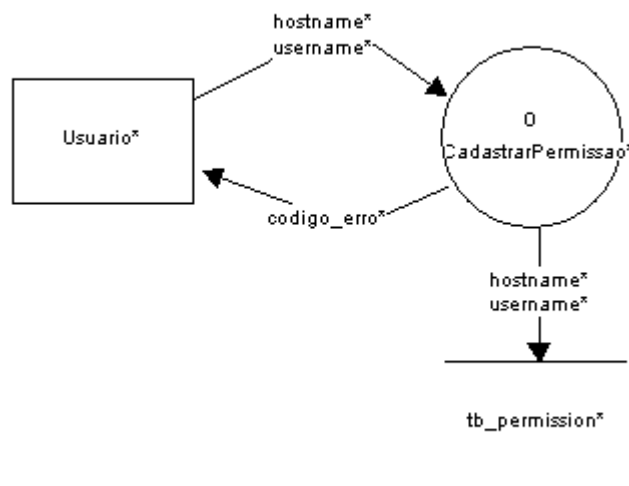 hostname*
username*
Usuario*
0
CadastrarPermissao*
codigo_erro*
hostname*
username*
tb_permission*